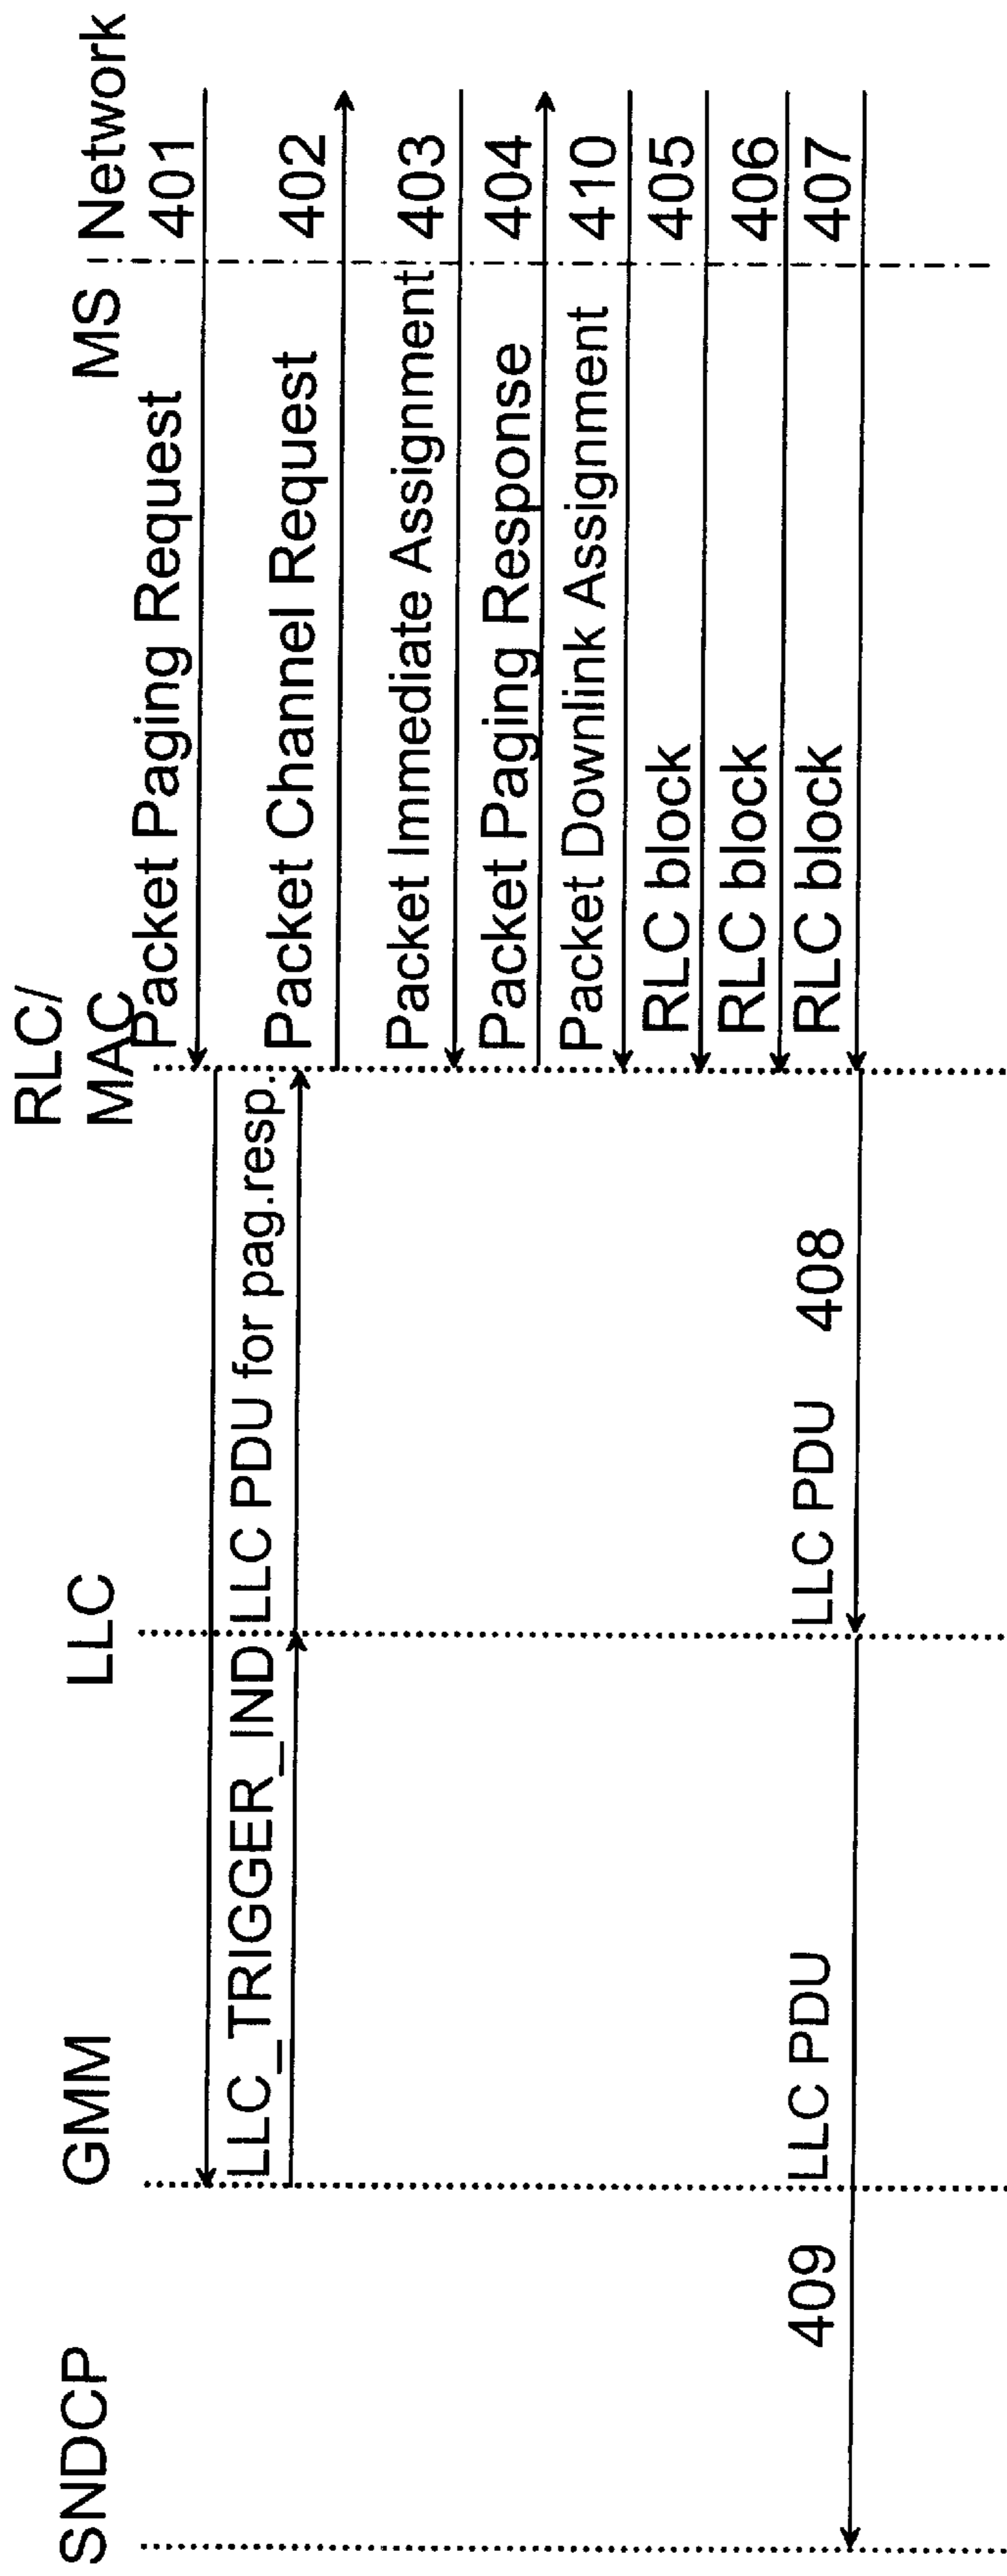 SNDCP
GMM
LLC
RLC/
MAC
MS
Network
Packet Paging Request
401
LLC_TRIGGER_IND
LLC PDU for pag.resp.
Packet Channel Request
402
Packet Immediate Assignment
403
Packet Paging Response
404
Packet Downlink Assignment
410
RLC block
405
RLC block
406
RLC block
407
LLC PDU
408
LLC PDU
409